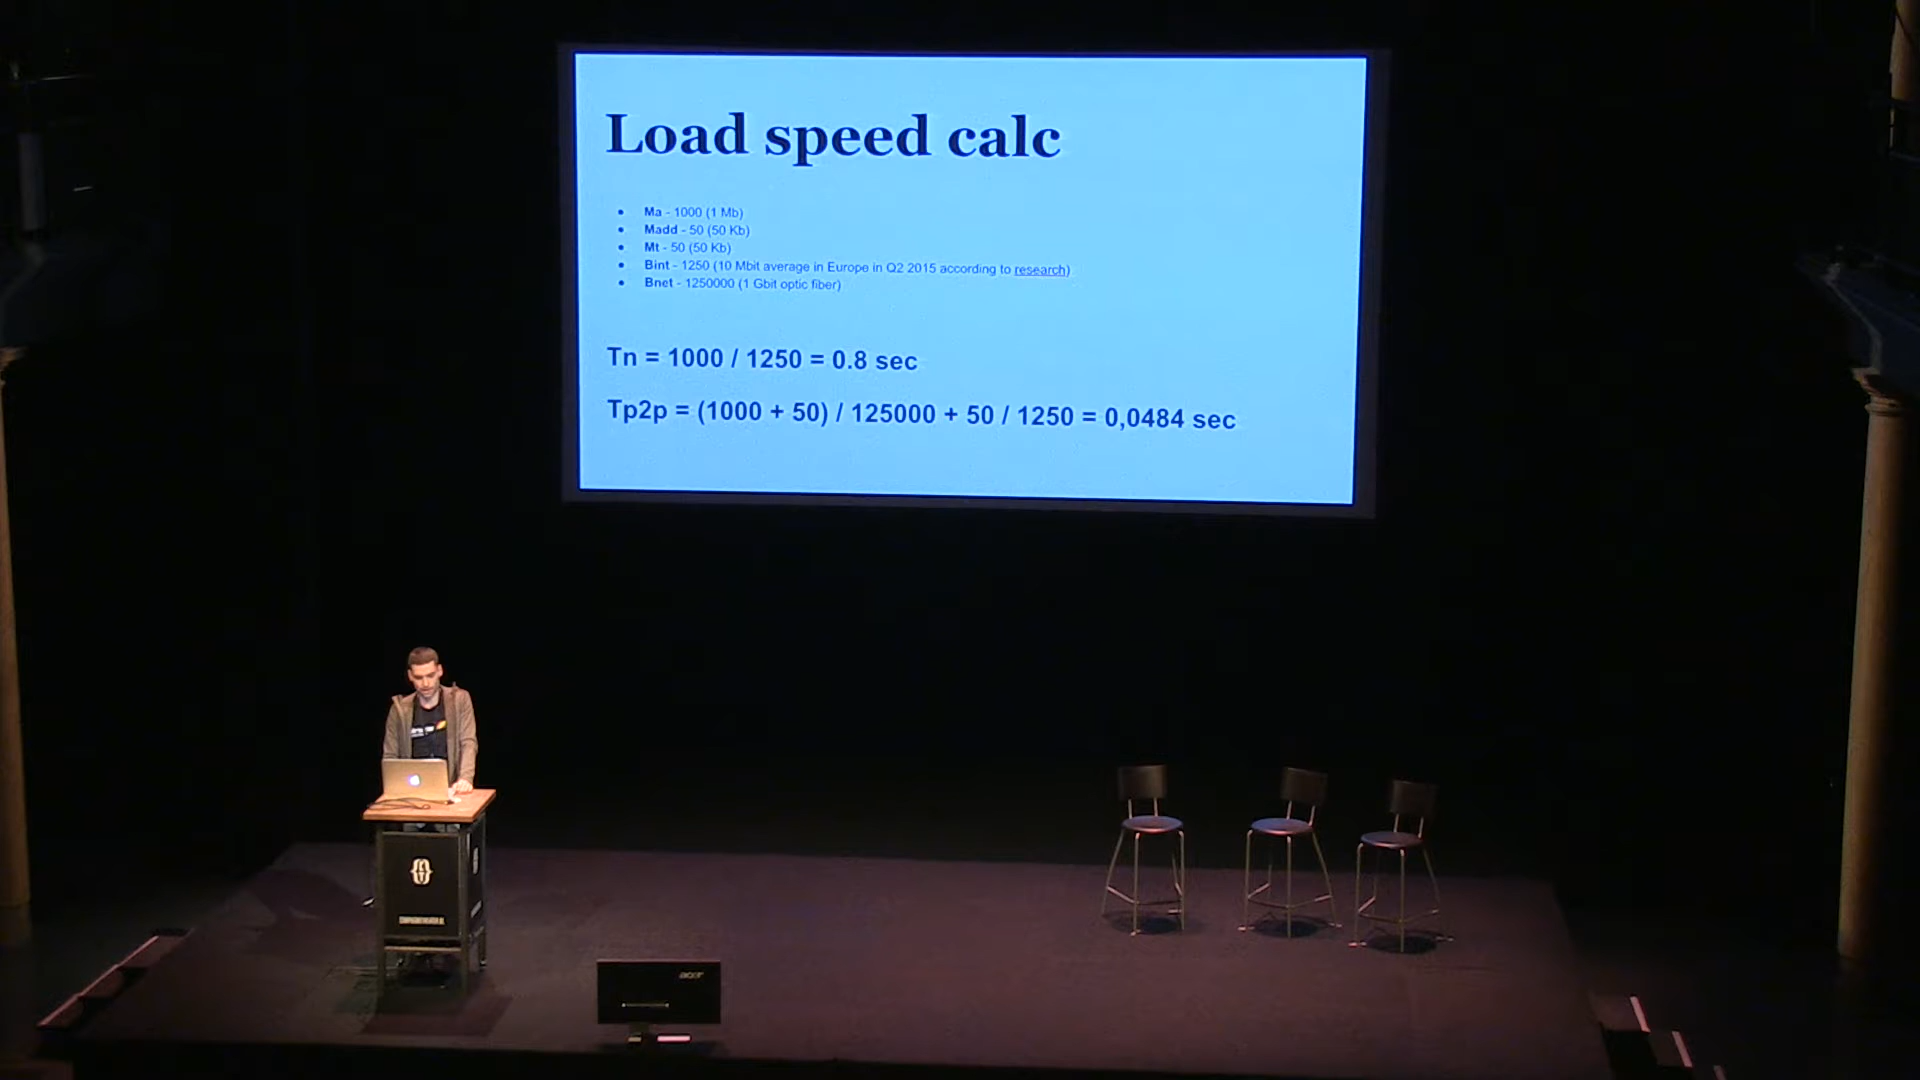 Load speed calc
• Ma - 1000 (1 Mb)
• Madd - 50 (50 Kb)
• Mt - 50 (50 Kb)
• Bint - 1250 (10 Mbit average in Europe in Q2 2015 according to research)
• Bnet - 1250000 (1 Gbit optic fiber)
Tn = 1000 / 1250 = 0.8 sec
Tp2p = (1000 + 50) / 125000 + 50 / 1250 = 0,0484 sec
acer